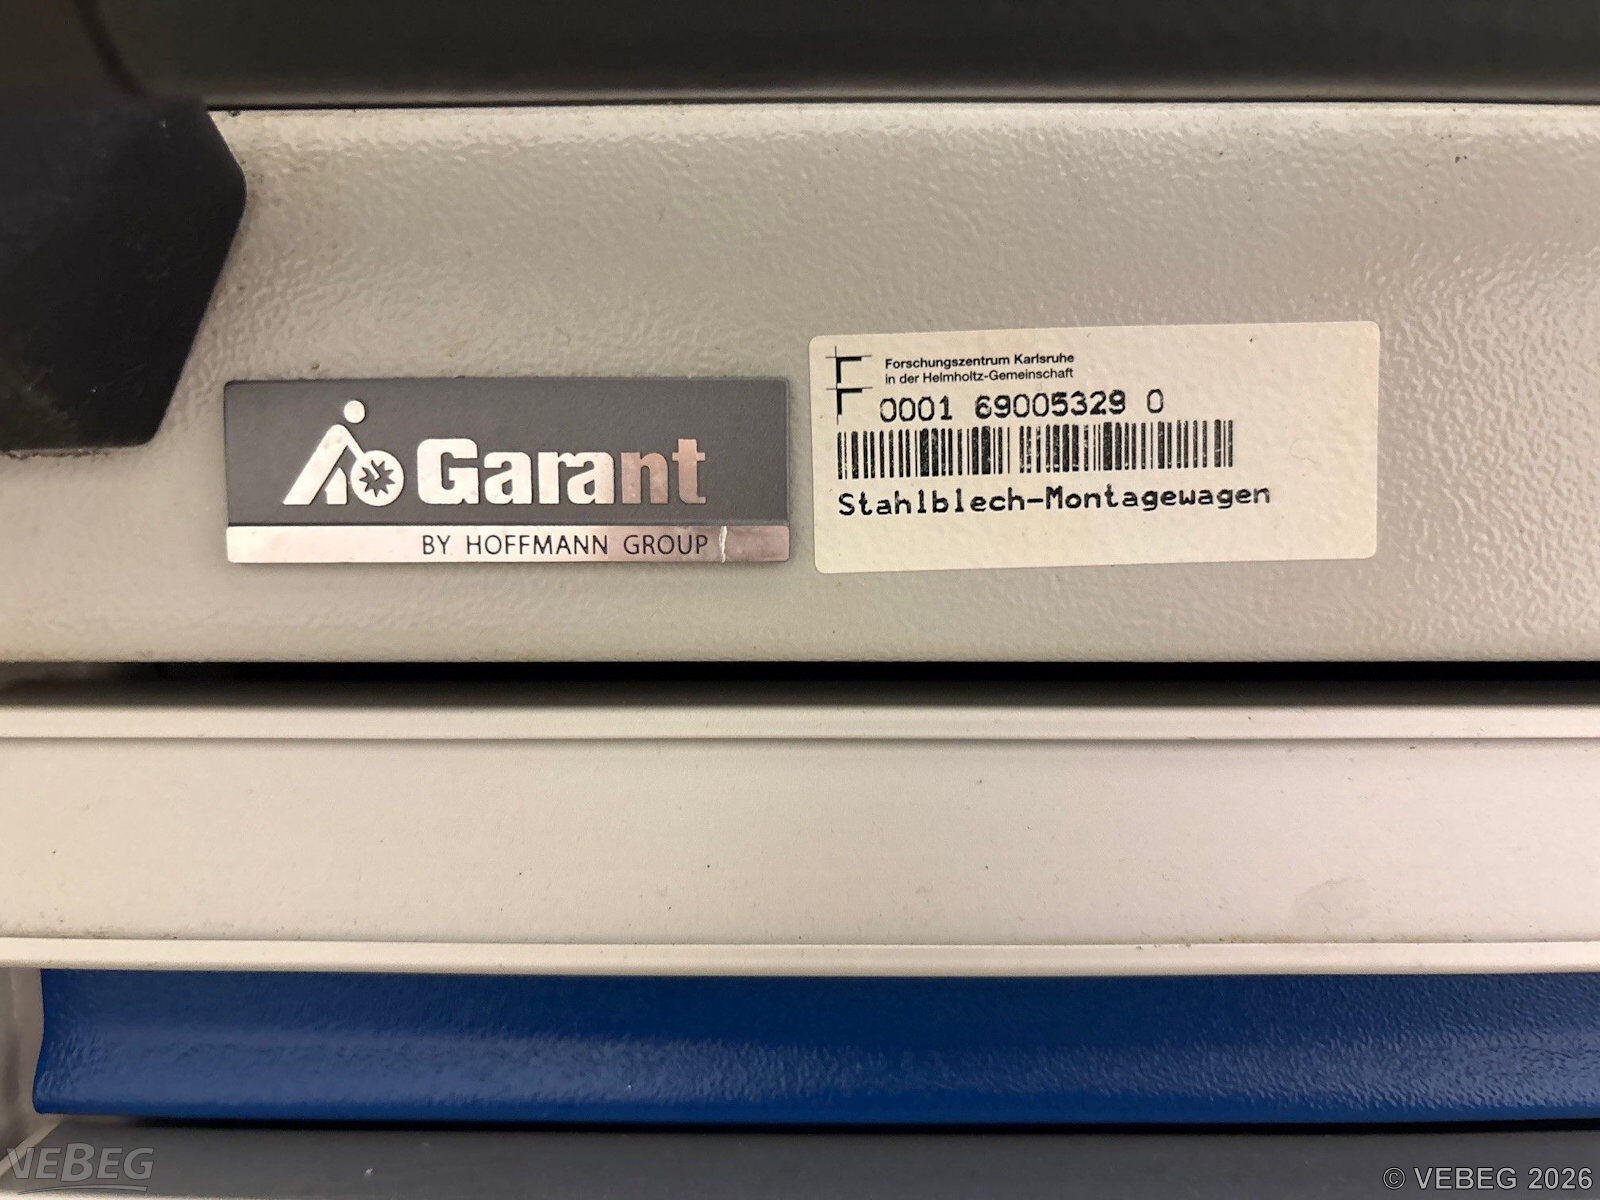 Garant
BY HOFFMANN GROUP
Forschungszentrum Karlsruhe
in der Helmholtz-Gemeinschaft
0001 69005329 0
Stahlblech-Montagewagen
VEBEG
© VEBEG 2026